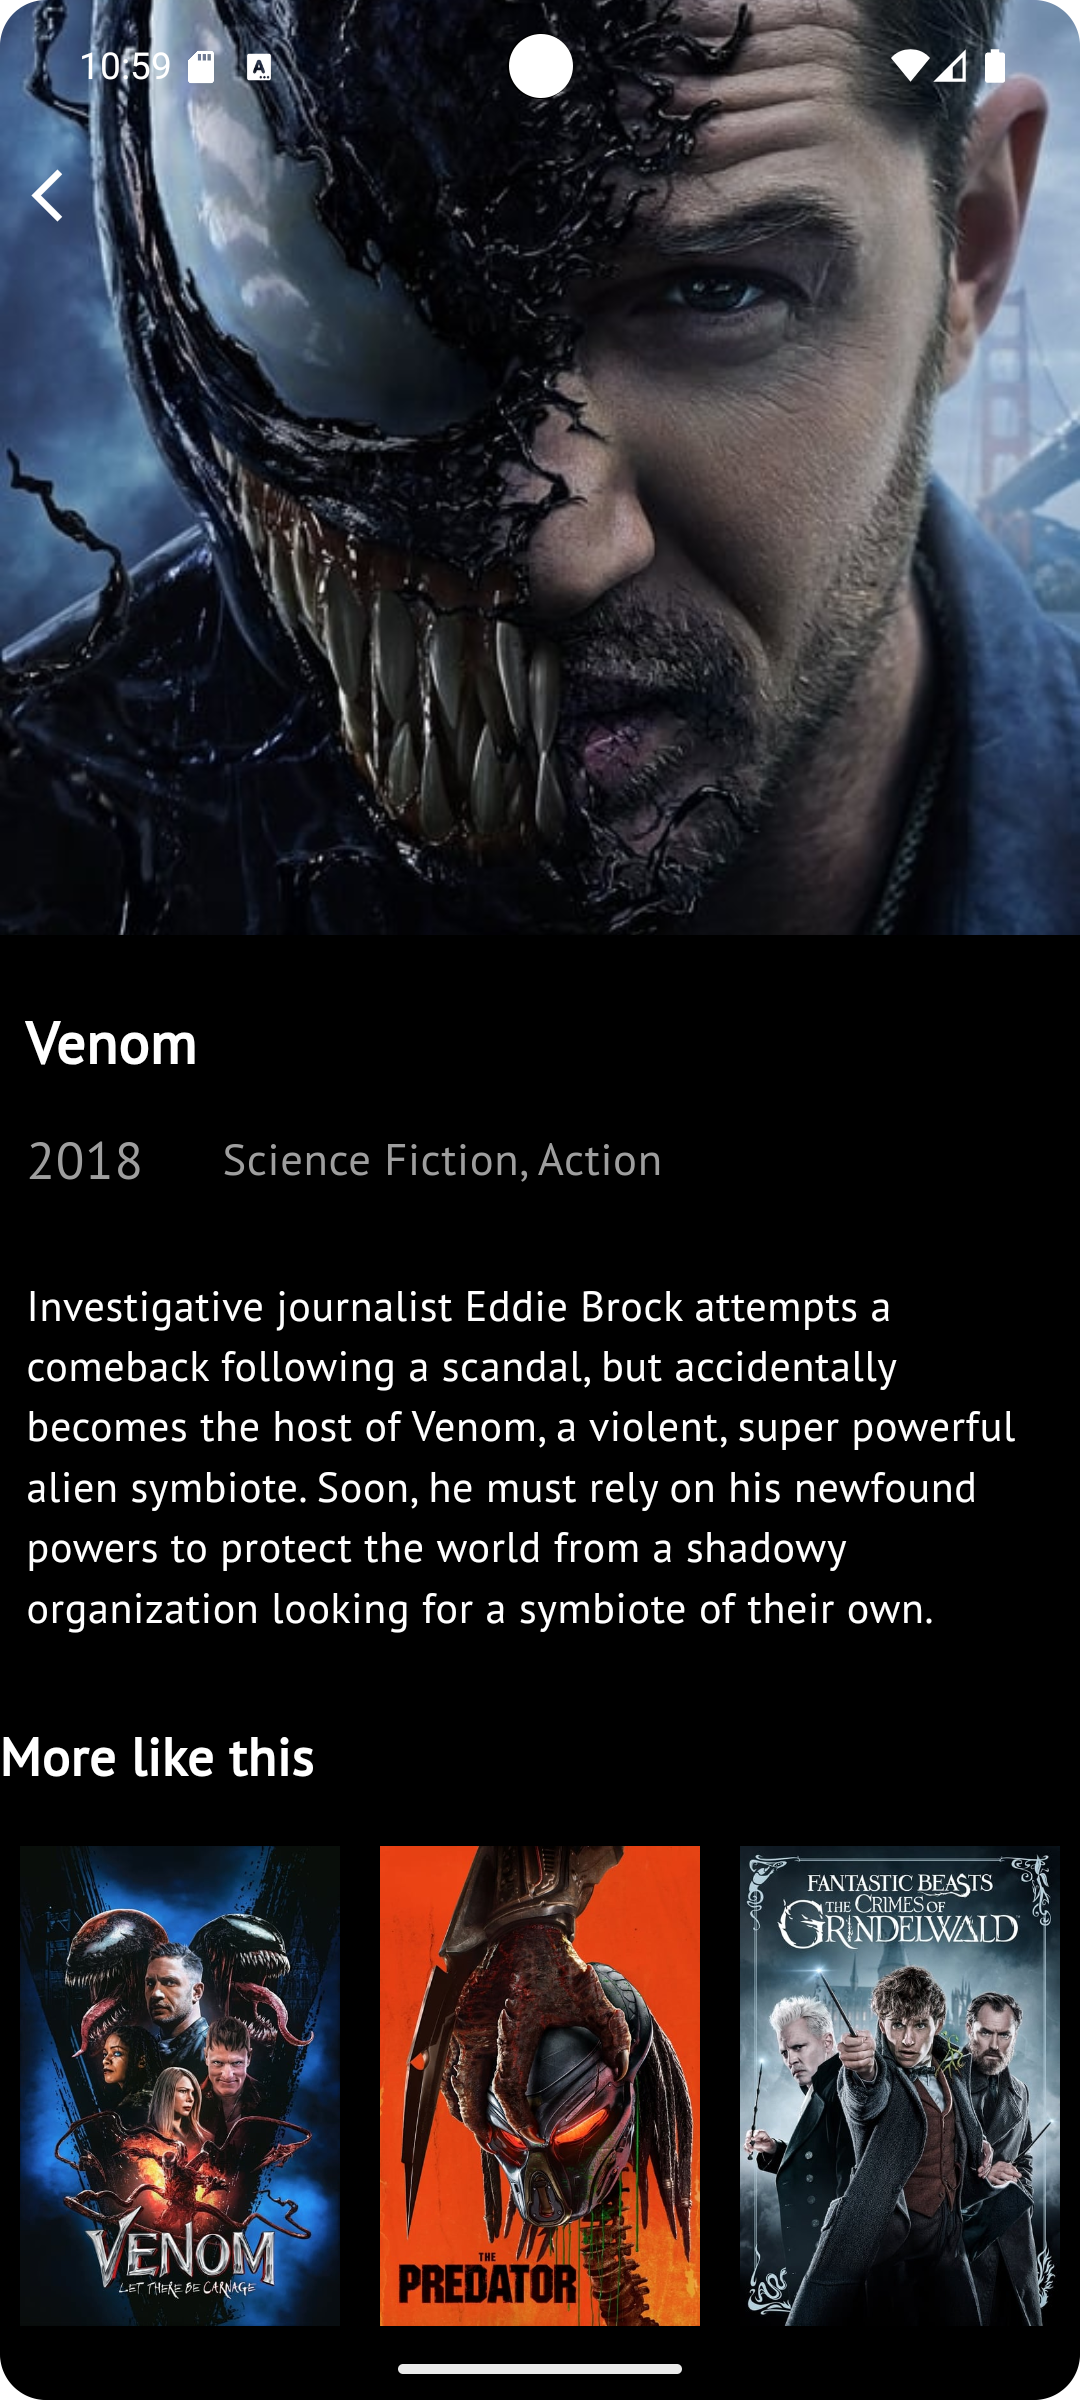 10:59
Venom
2018 Science Fiction, Action
Investigative journalist Eddie Brock attempts a
comeback following a scandal, but accidentally
becomes the host of Venom, a violent, super powerful
alien symbiote. Soon, he must rely on his newfound
powers to protect the world from a shadowy
organization looking for a symbiote of their own.
More like this
VENOM
LET THERE BE CARNAGE
THE
PREDATOR
FANTASTIC BEASTS
THE CRIMES OF
GRINDELWALD